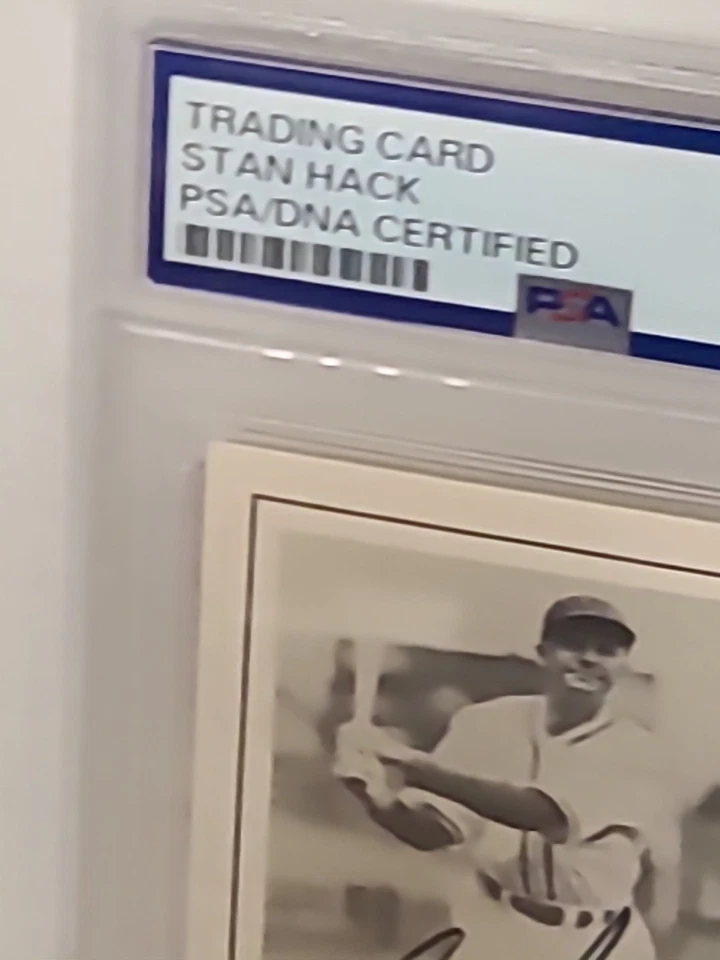 TRADING CARD
STAN HACK
PSA/DNA CERTIFIED
PSA